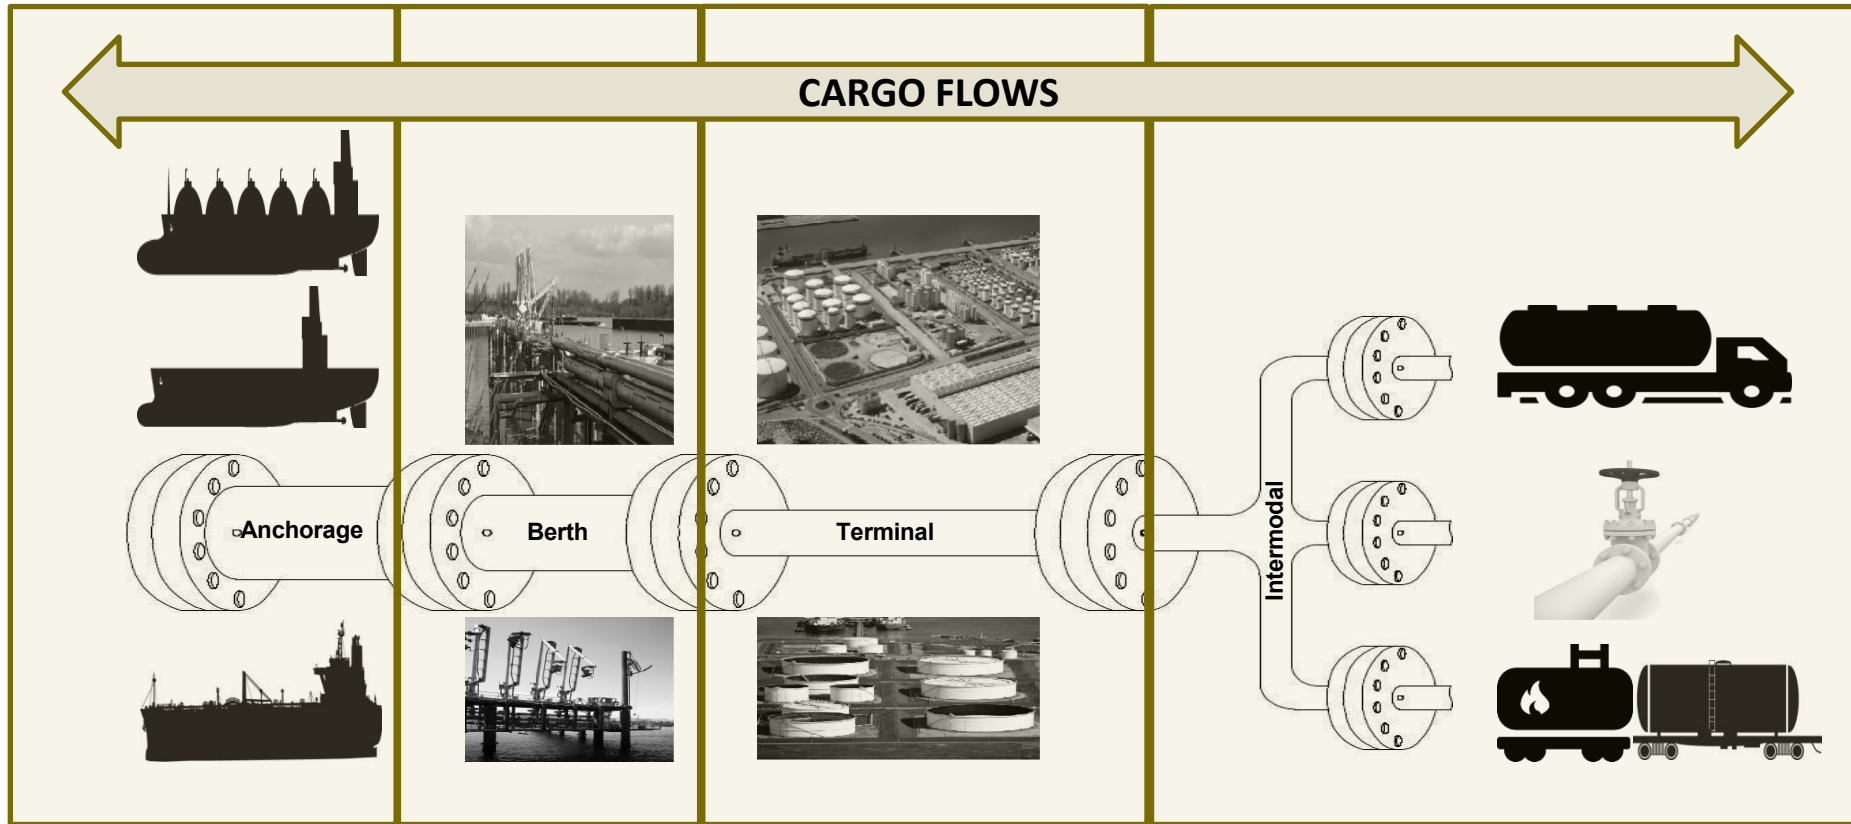 CARGO FLOWS
Anchorage
Berth
Terminal
Intermodal